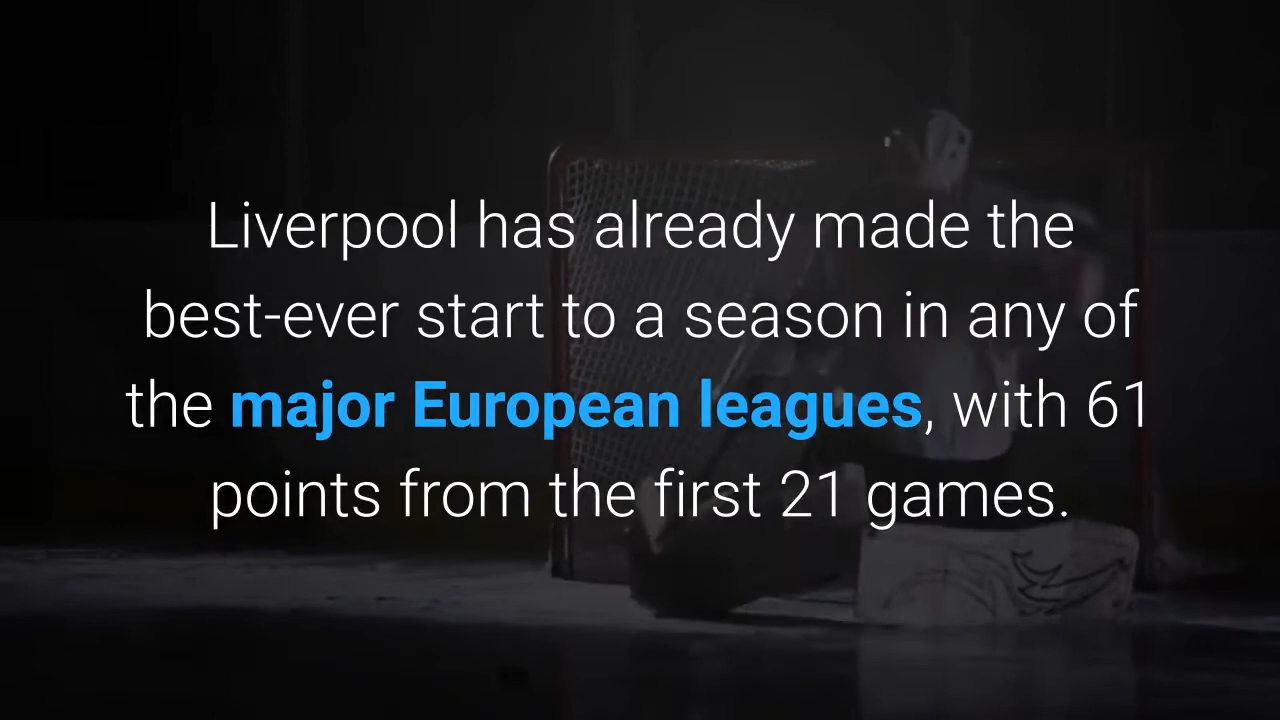 Liverpool has already made the
best-ever start to a season in any of
the major European leagues, with 61
points from the first 21 games.